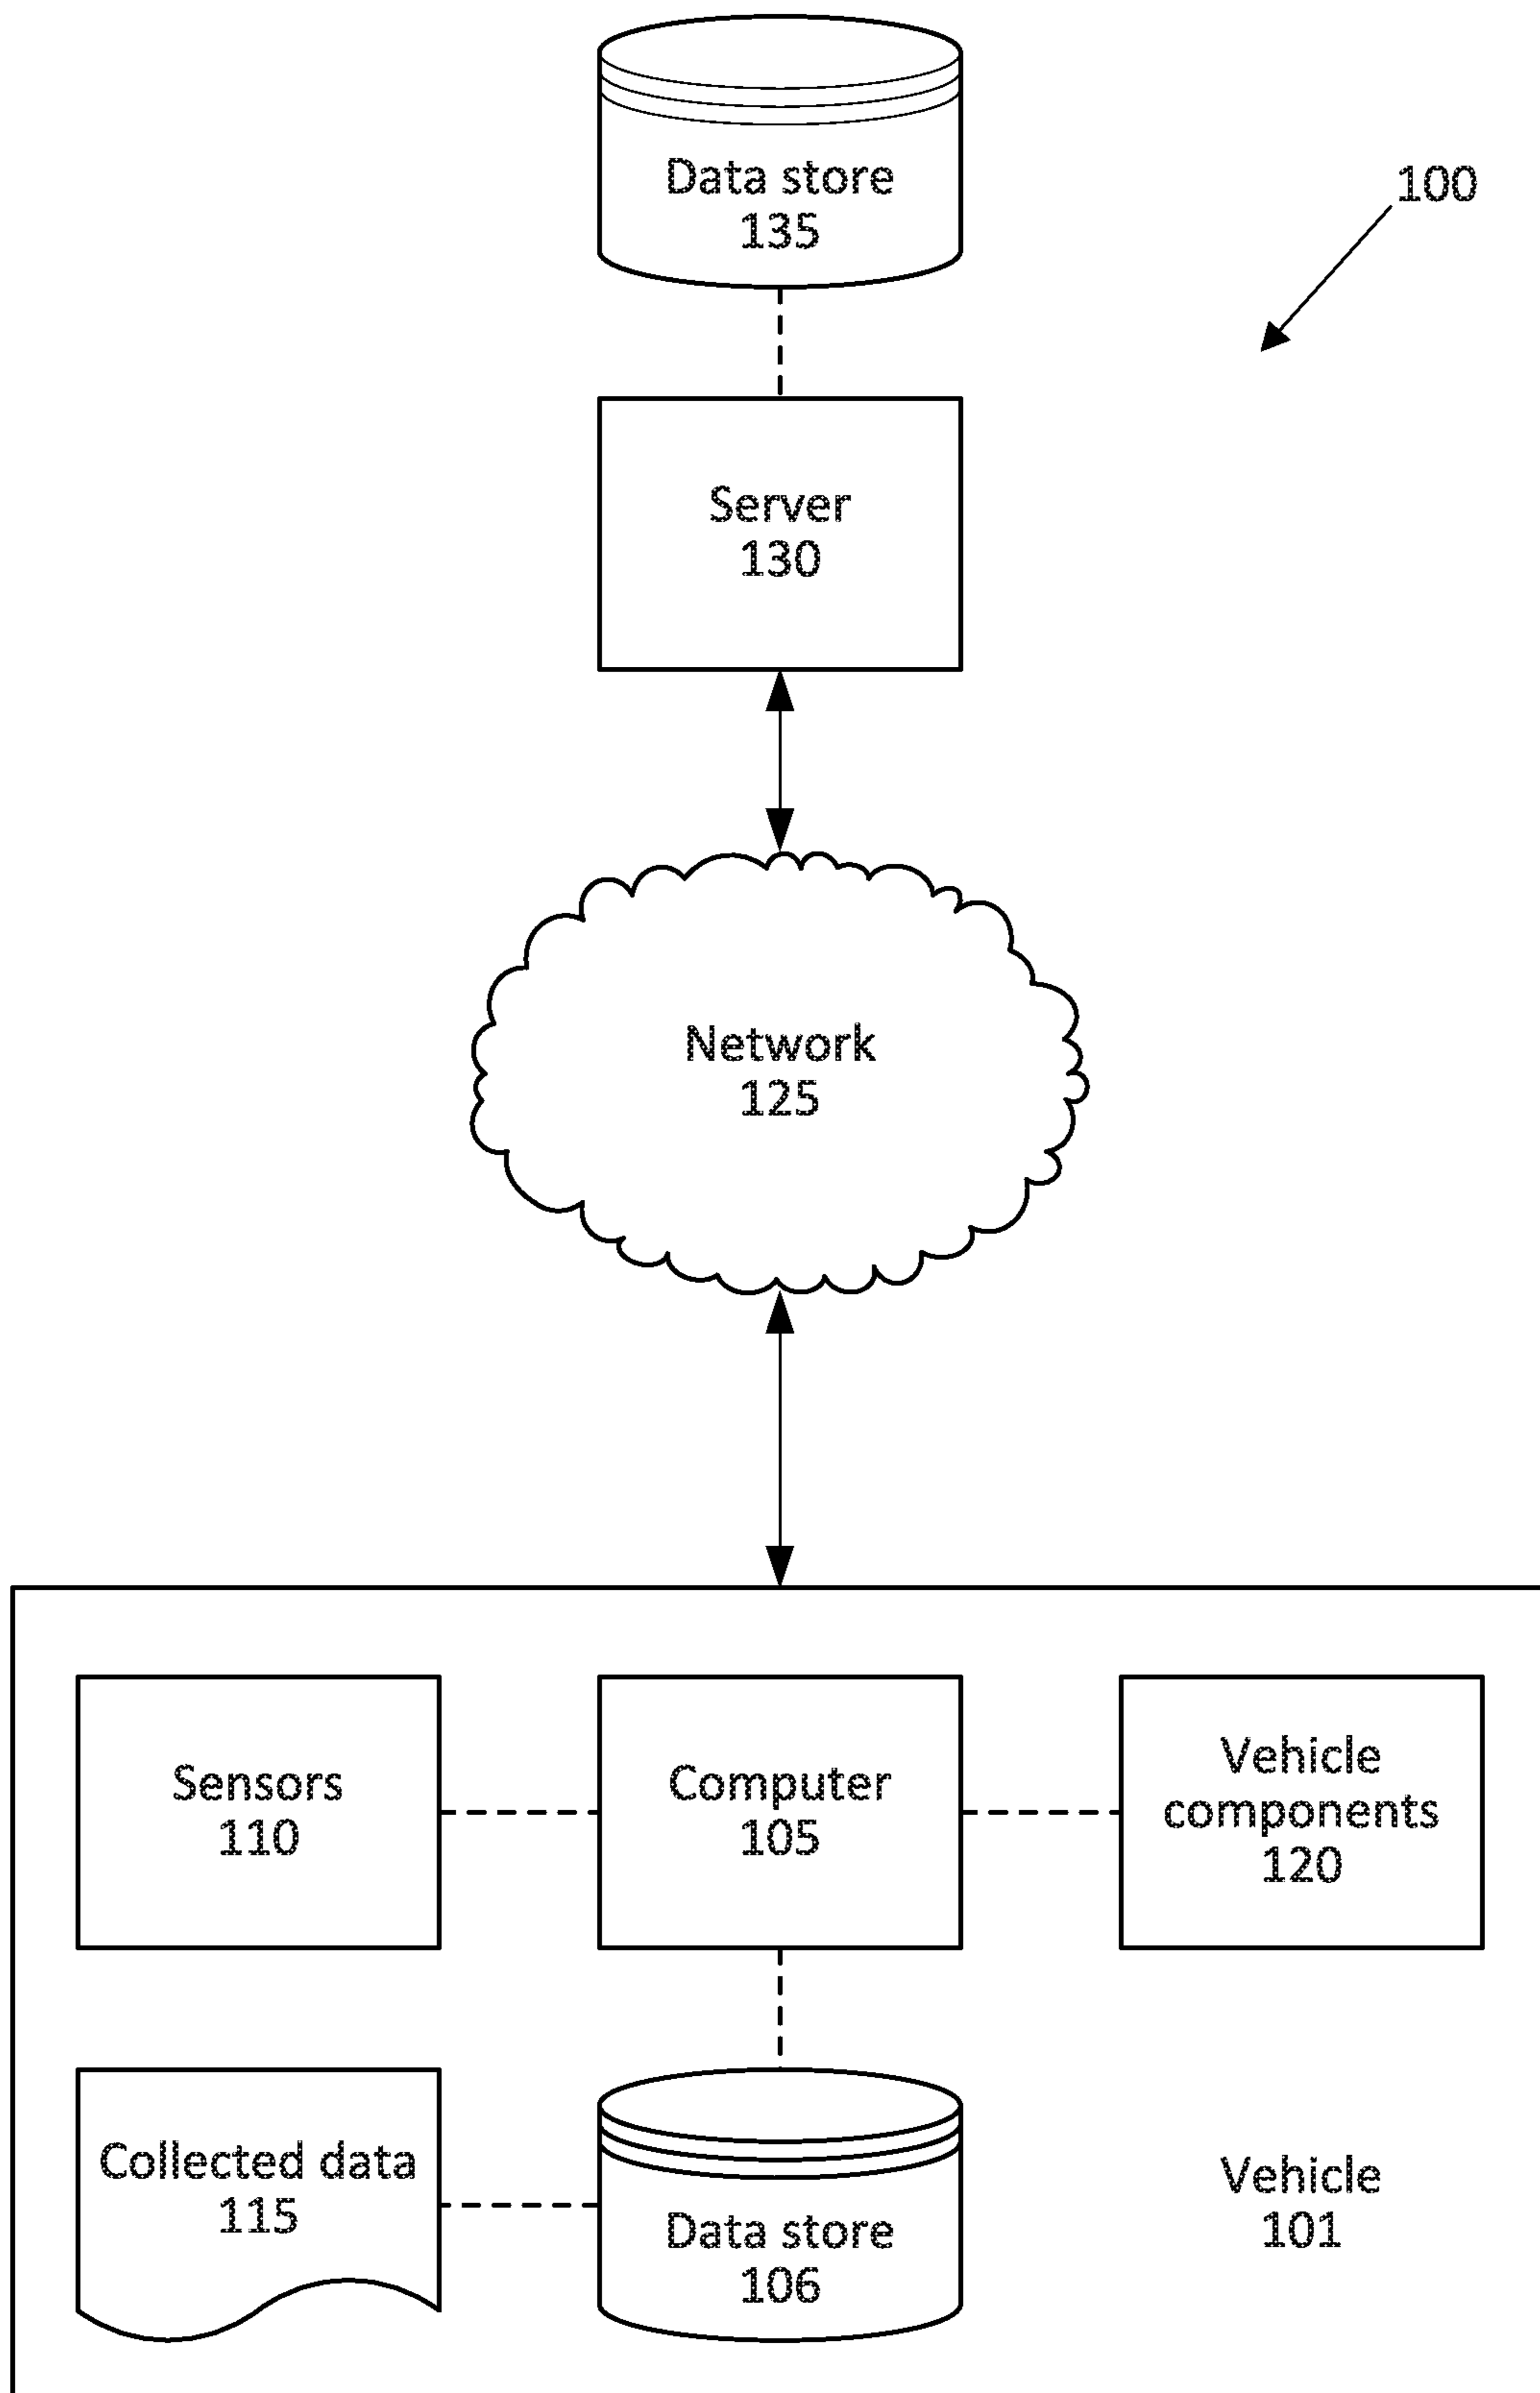 Data store
135
100
Server
130
Network
125
Sensors
110
Computer
105
Vehicle
components
120
Collected data
115
Data store
106
Vehicle
101